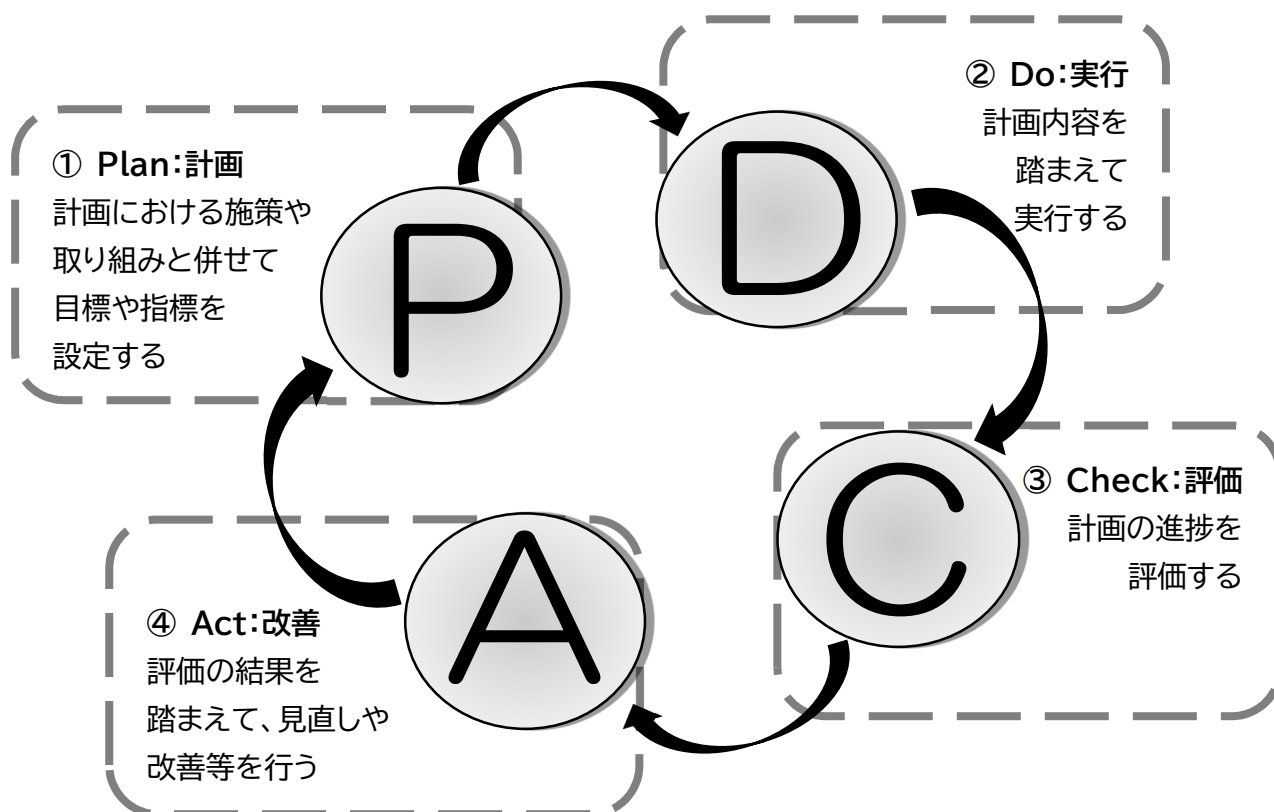 ① Plan:計画
計画における施策や
取り組みと併せて
目標や指標を
設定する
P
② Do:実行
計画内容を
踏まえて
実行する
D
③ Check:評価
計画の進捗を
評価する
C
④ Act:改善
評価の結果を
踏まえて、見直しや
改善等を行う
A